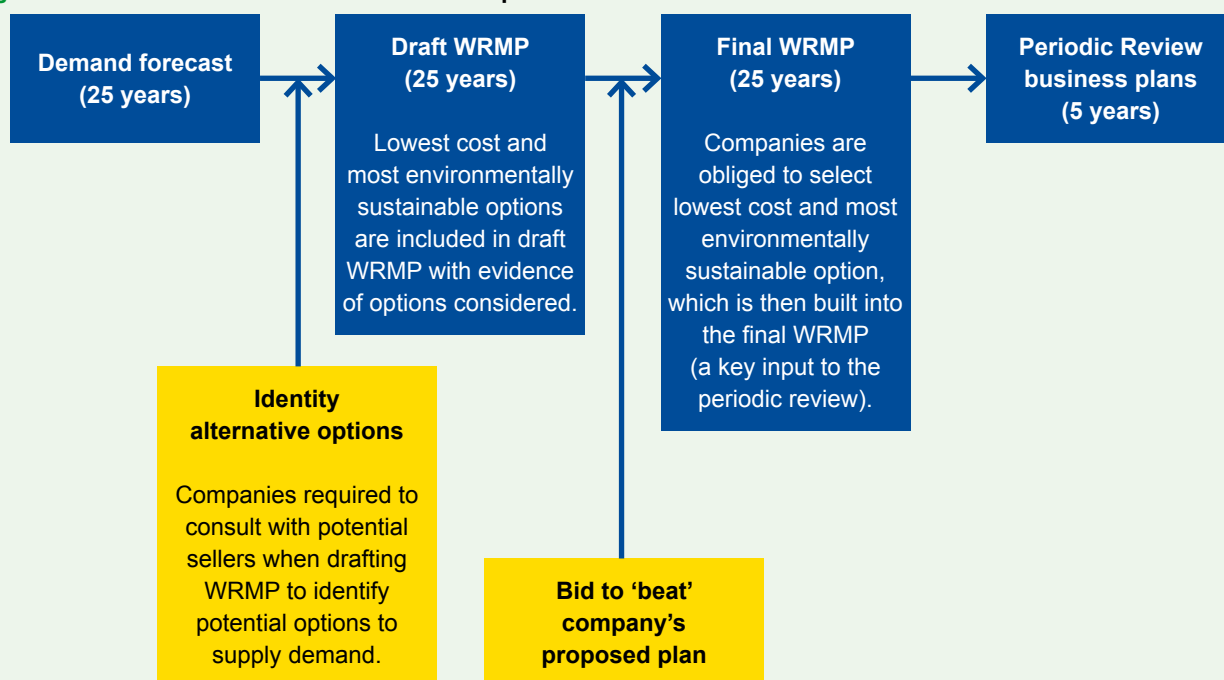 Demand forecast
(25 years)
Draft WRMP
(25 years)
Lowest cost and
most environmentally
sustainable options
are included in draft
WRMP with evidence
of options considered.
Final WRMP
(25 years)
Companies are
obliged to select
lowest cost and most
environmentally
sustainable option,
which is then built into
the final WRMP
(a key input to the
periodic review).
Periodic Review
business plans
(5 years)
Identity
alternative options
Companies required to
consult with potential
sellers when drafting
WRMP to identify
potential options to
supply demand.
Bid to ‘beat’
company’s
proposed plan